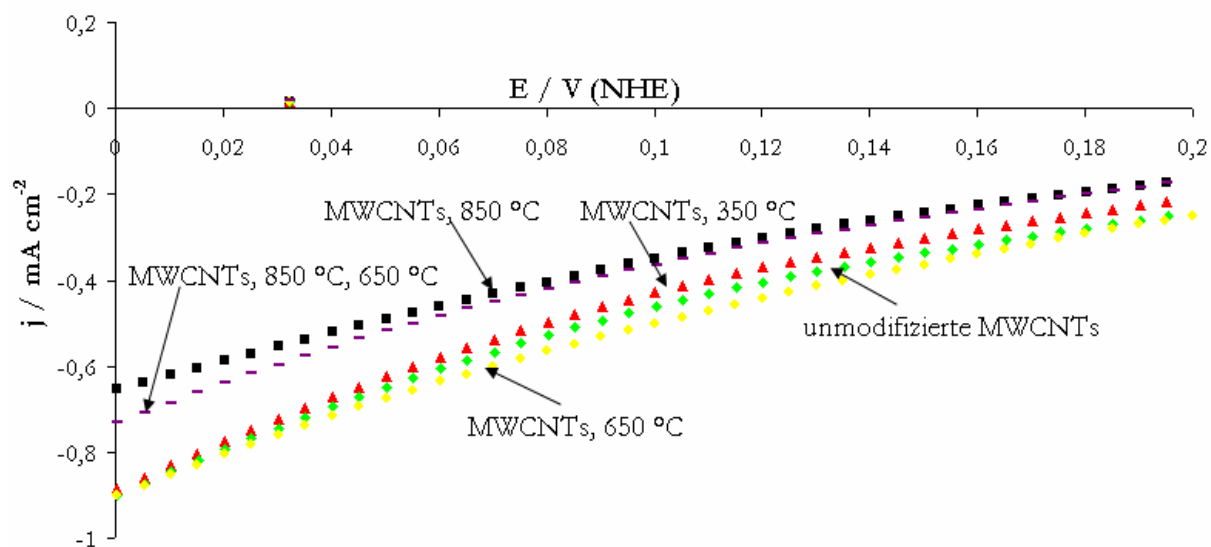 0,2
E / V (NHE)
0
0 0,02 0,04 0,06 0,08 0,1 0,12 0,14 0,16 0,18 0,2
-0,2
MWCNTs, 850 °C
MWCNTs, 350 °C
MWCNTs, 850 °C, 650 °C
-0,4
j / mA cm-2
unmodifizierte MWCNTs
-0,6
MWCNTs, 650 °C
-0,8
-1